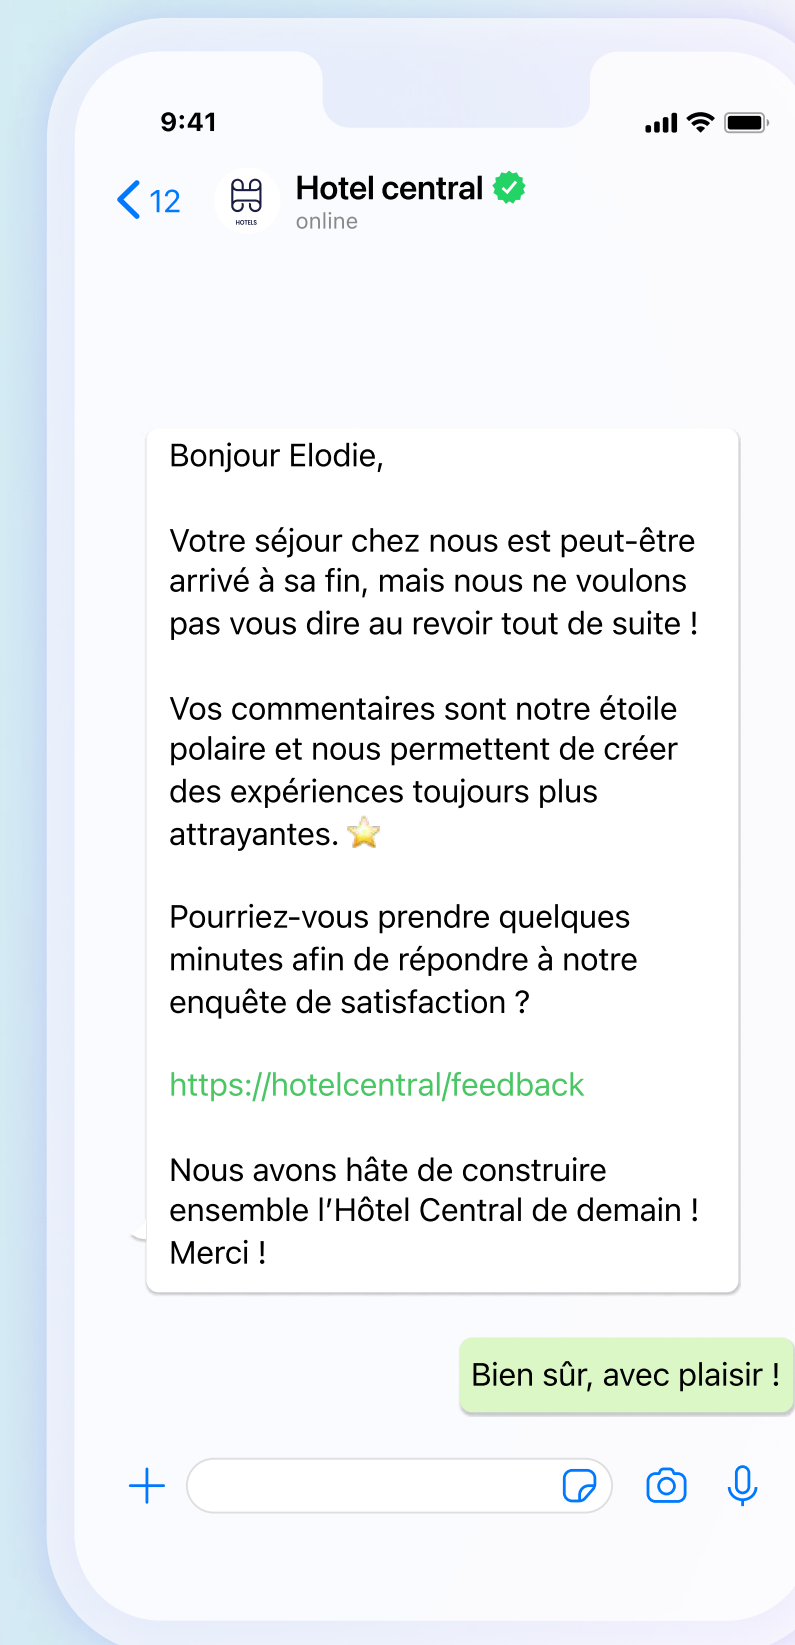 9:41
12
Hotel central
HOTELS
online
Bonjour Elodie,
Votre séjour chez nous est peut-être
arrivé à sa fin, mais nous ne voulons
pas vous dire au revoir tout de suite !
Vos commentaires sont notre étoile
polaire et nous permettent de créer
des expériences toujours plus
attrayantes. ⭐
Pourriez-vous prendre quelques
minutes afin de répondre à notre
enquête de satisfaction ?
https://hotelcentral/feedback
Nous avons hâte de construire
ensemble l’Hôtel Central de demain !
Merci !
Bien sûr, avec plaisir !